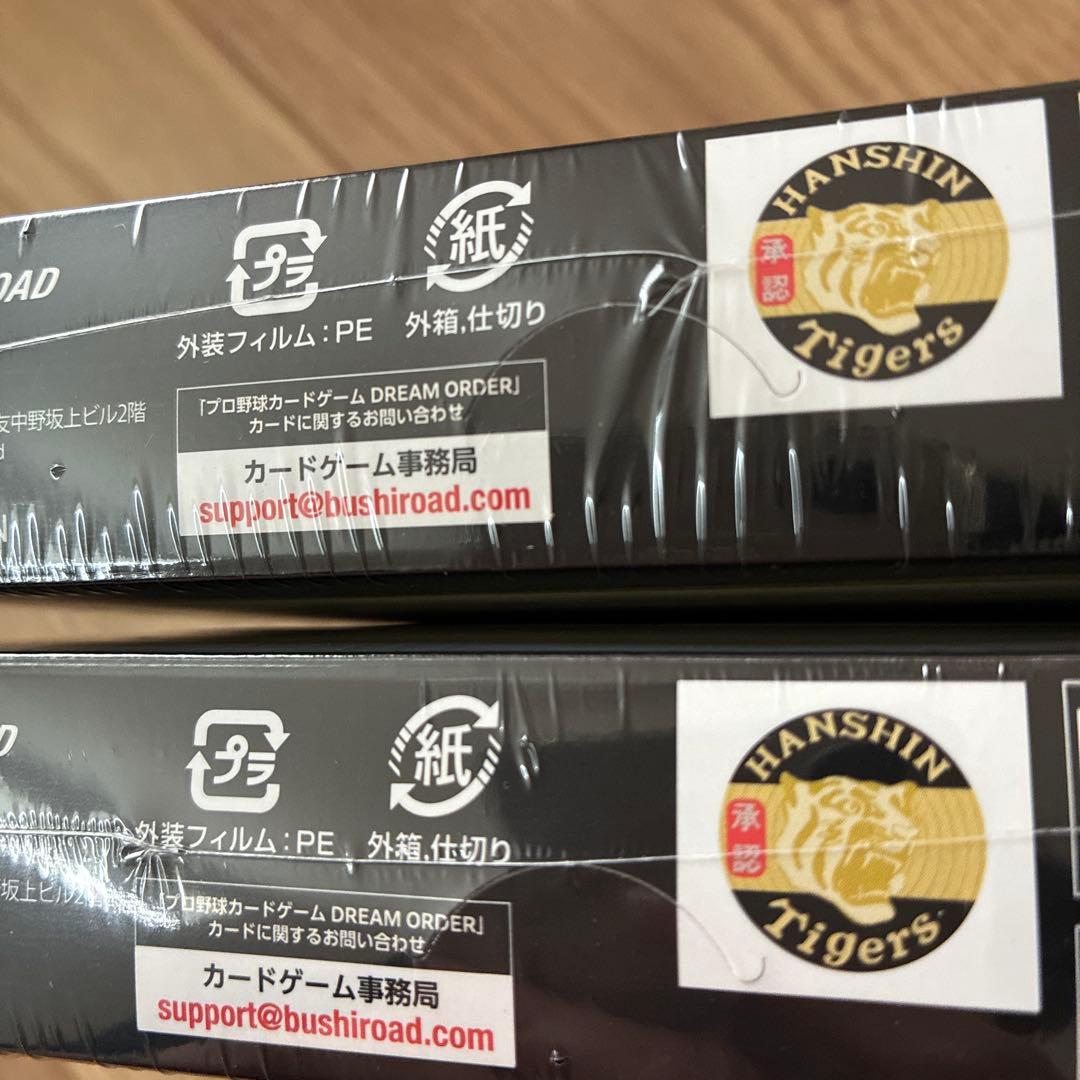 OAD
プラ
紙
外装フィルム：PE
外箱,仕切り
友中野坂上ビル2階
d
N
「プロ野球カードゲーム DREAM ORDER」
カードに関するお問い合わせ
カードゲーム事務局
support@bushiroad.com
HANSHIN
承認
Tigers
D
プラ
紙
外装フィルム：PE
外箱,仕切り
坂上ビル2
「プロ野球カードゲーム DREAM ORDER」
カードに関するお問い合わせ
カードゲーム事務局
support@bushiroad.com
HANSHIN
承認
Tigers